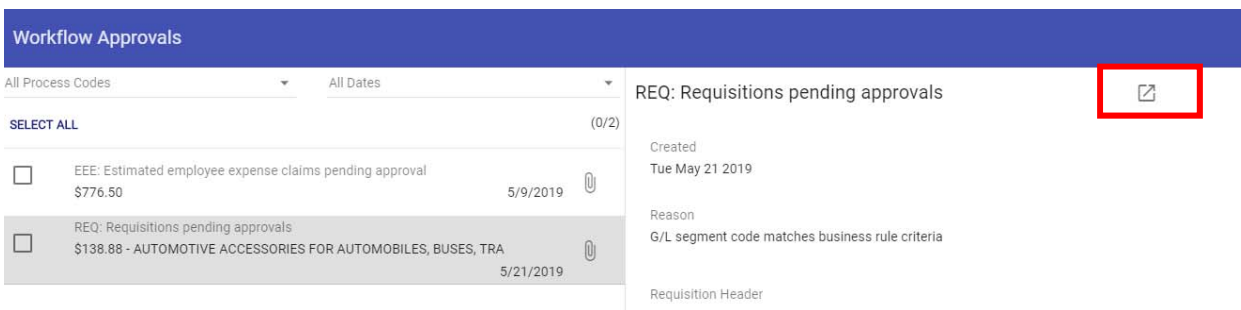 Workflow Approvals
All Process Codes
All Dates
SELECT ALL
(0/2)
EEE: Estimated employee expense claims pending approval
$776.50
5/9/2019
REQ: Requisitions pending approvals
$138.88 - AUTOMOTIVE ACCESSORIES FOR AUTOMOBILES, BUSES, TRA
5/21/2019
REQ: Requisitions pending approvals
Created
Tue May 21 2019
Reason
G/L segment code matches business rule criteria
Requisition Header